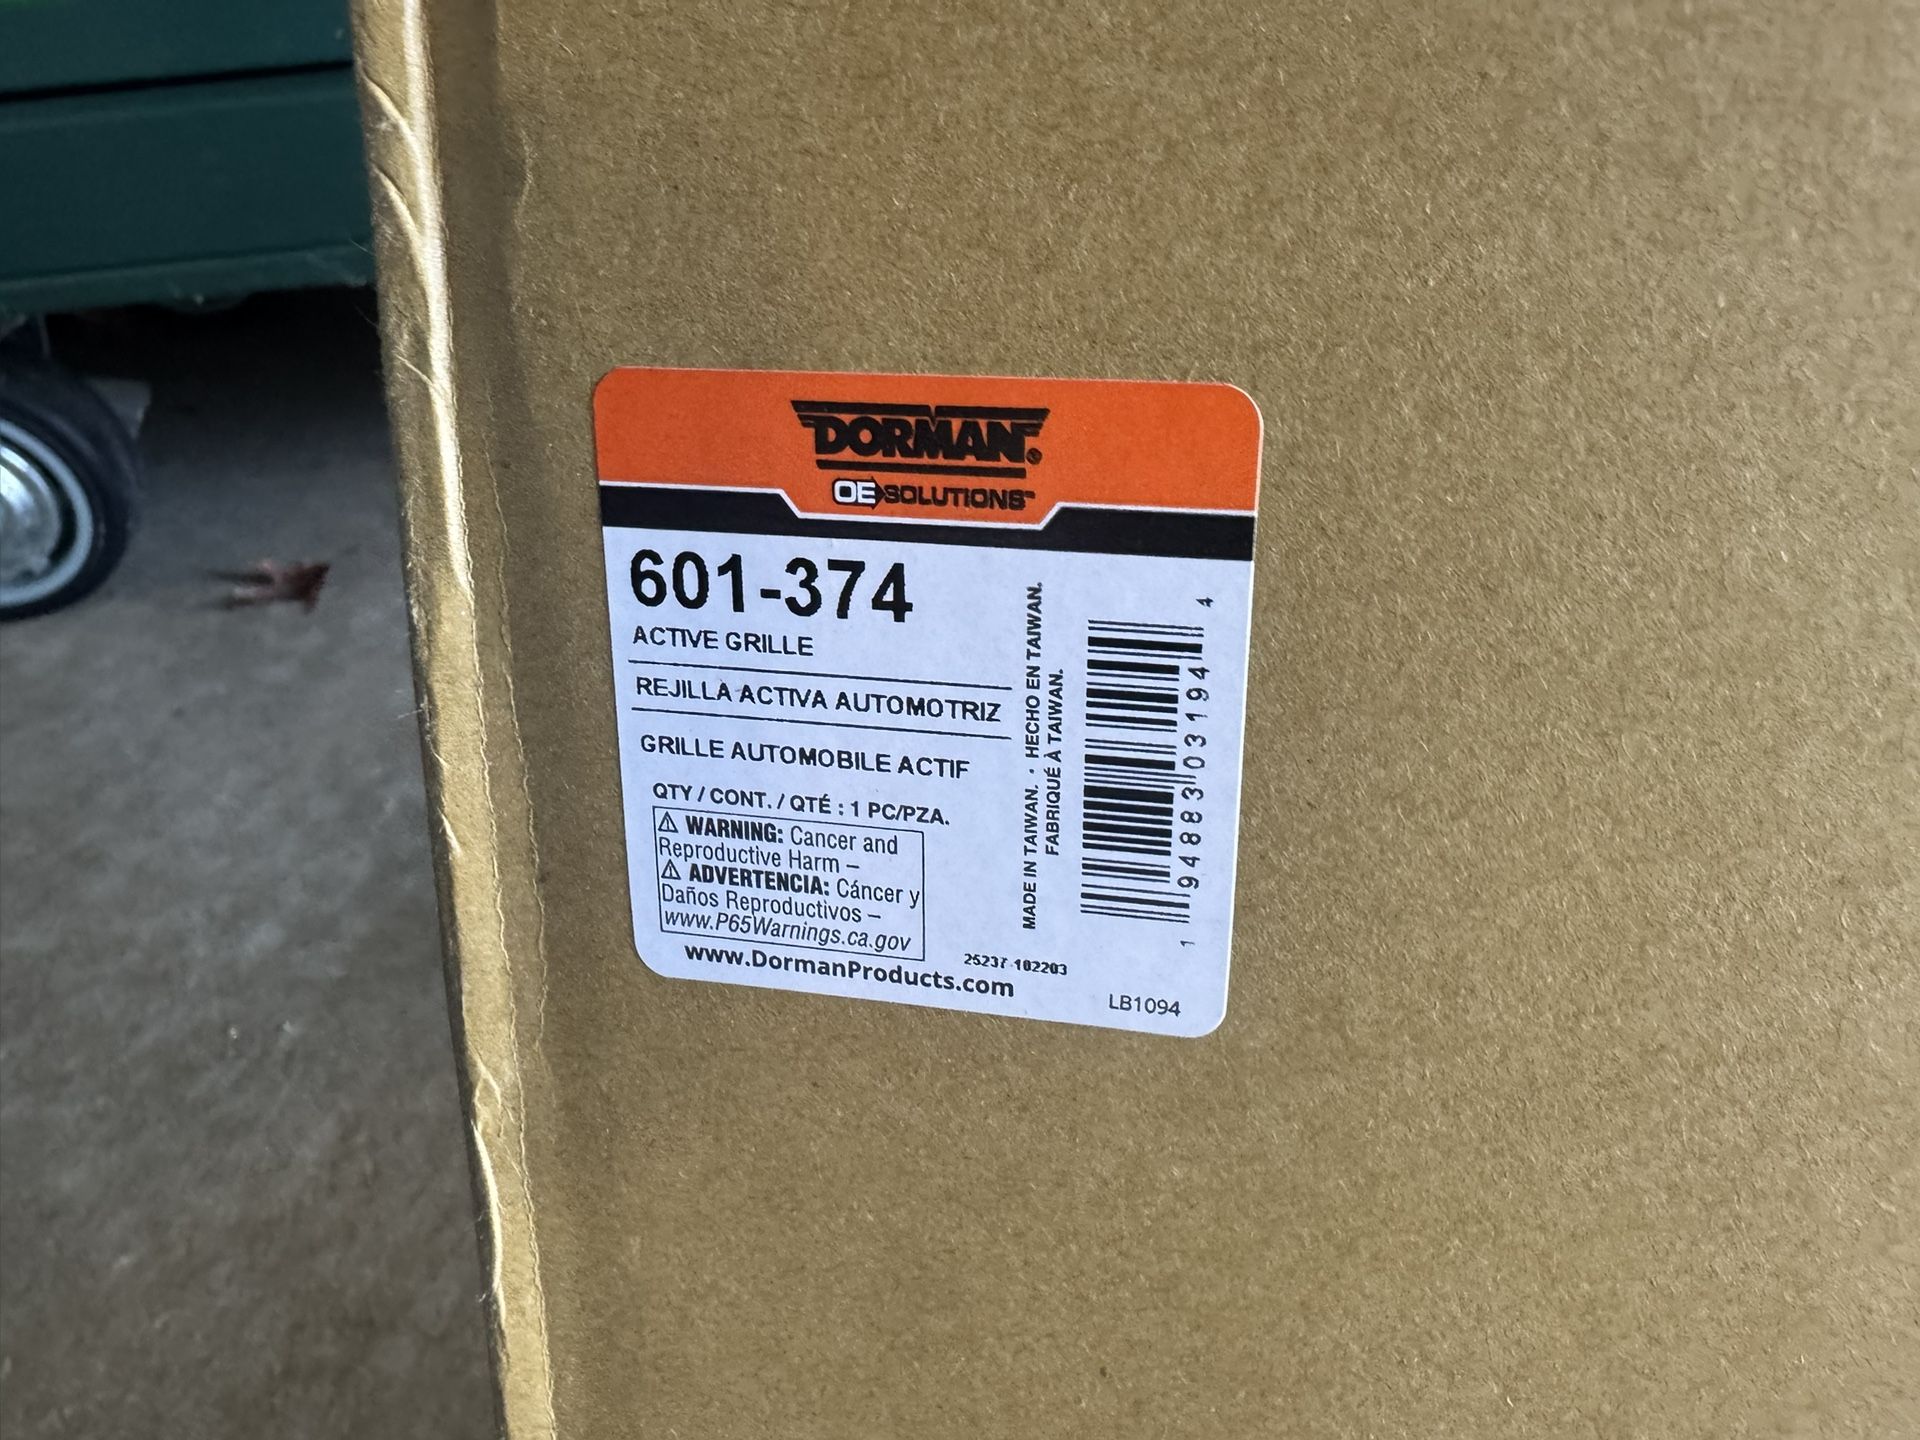 DORMAN®
OE SOLUTIONS™
601-374
ACTIVE GRILLE
REJILLA ACTIVA AUTOMOTRIZ
GRILLE AUTOMOBILE ACTIF
QTY / CONT. / QTÉ : 1 PC/PZA.
⚠ WARNING: Cancer and
Reproductive Harm –
⚠ ADVERTENCIA: Cáncer y
Daños Reproductivos –
www.P65Warnings.ca.gov
www.DormanProducts.com
25237-102203
LB1094
MADE IN TAIWAN. • HECHO EN TAIWAN.
FABRIQUÉ À TAIWAN.
1 94883 03194 4